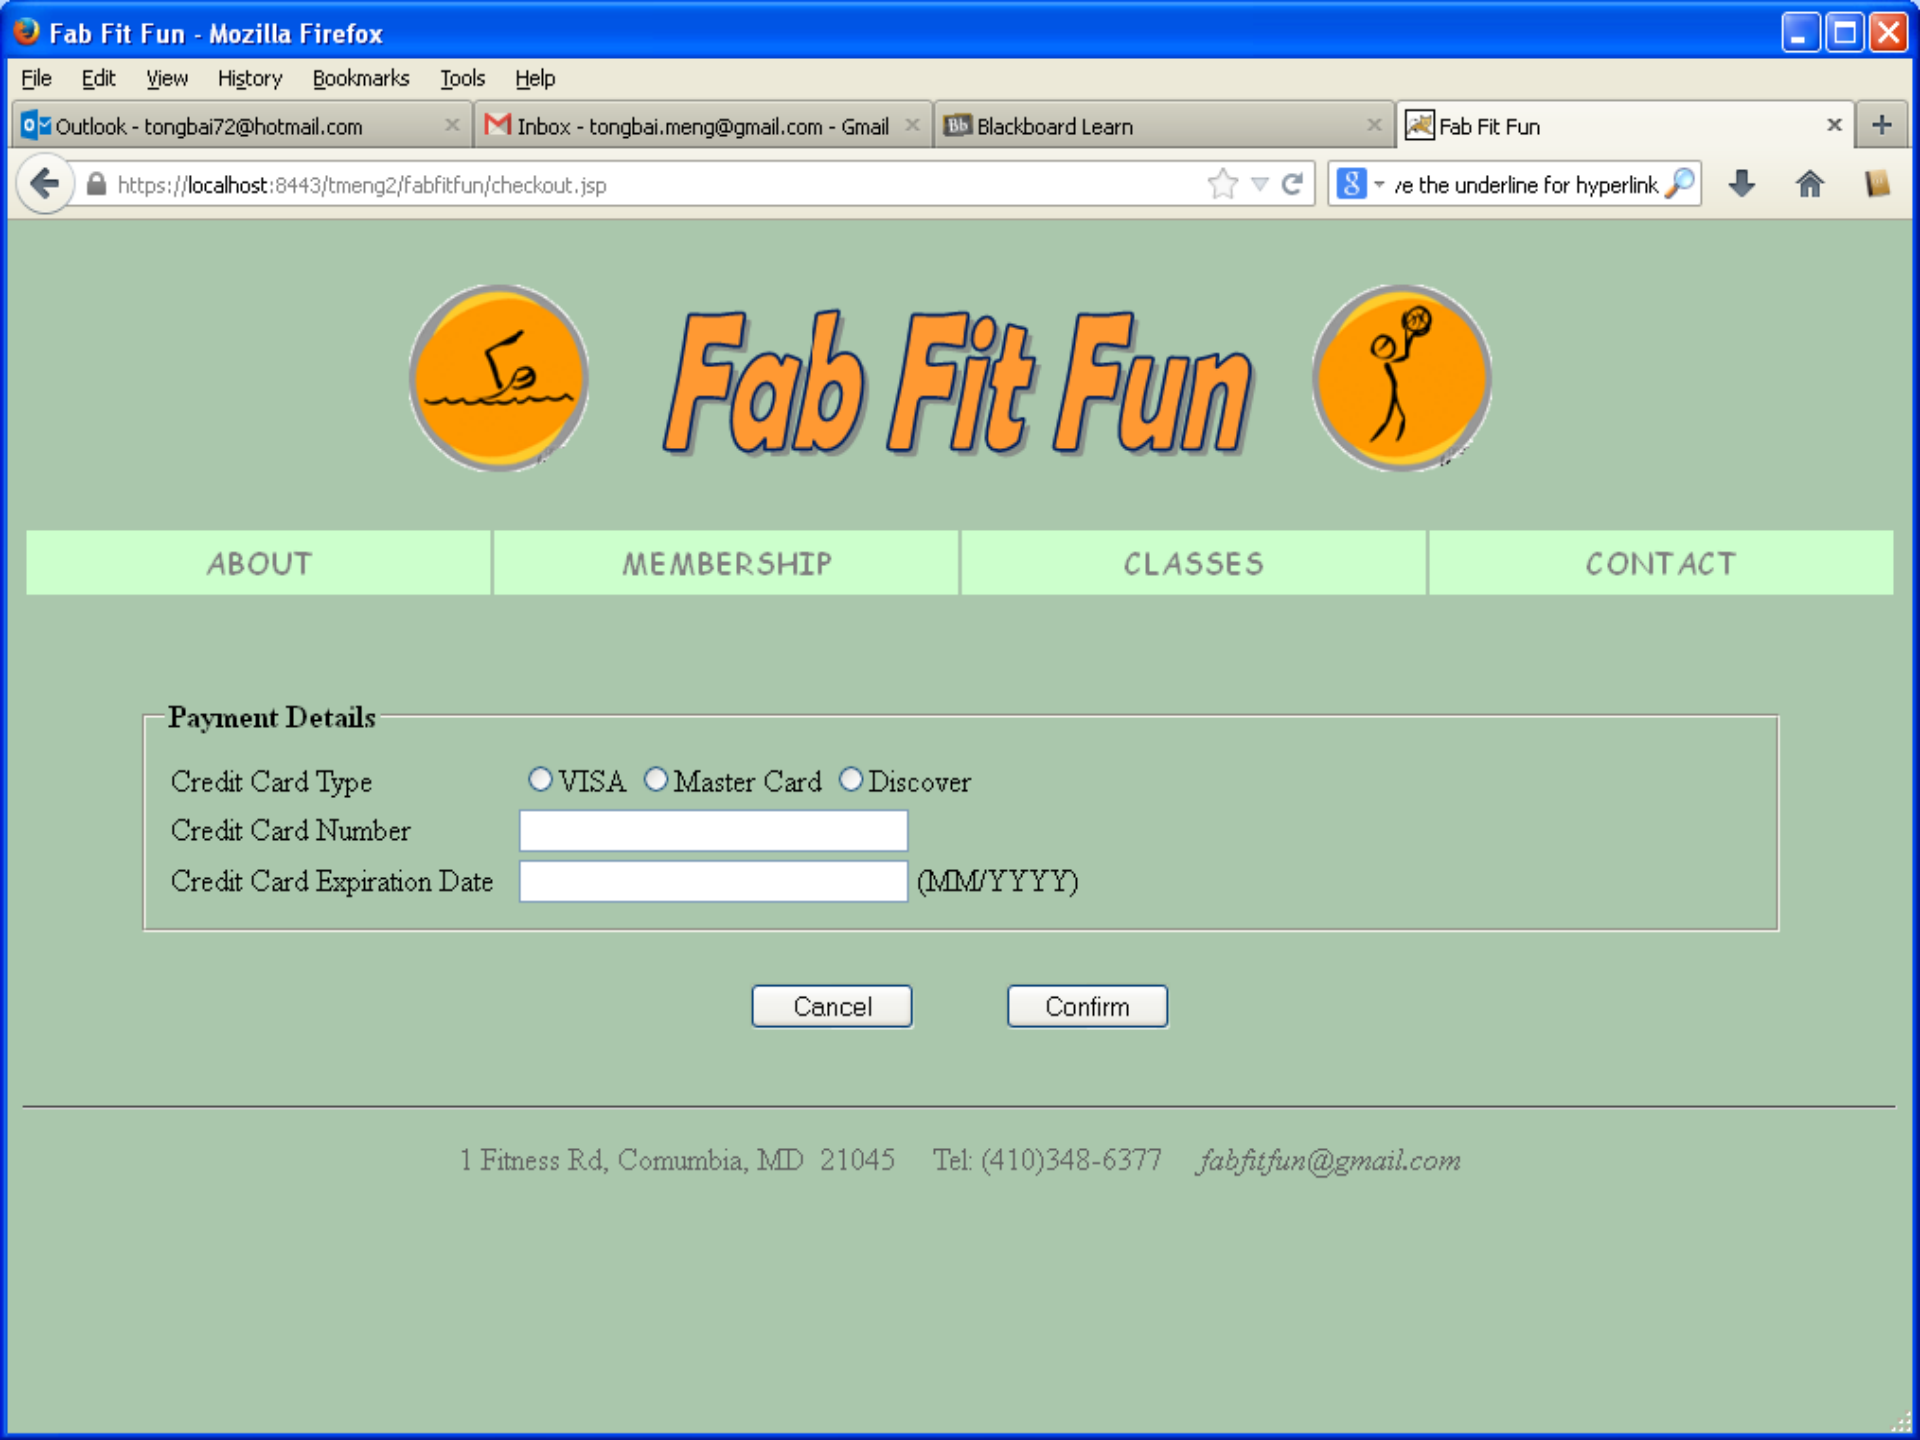 Fab Fit Fun - Mozilla Firefox
File Edit View History Bookmarks Tools Help
Outlook - tongbai72@hotmail.com Inbox - tongbai.meng@gmail.com - Gmail Bb Blackboard Learn Fab Fit Fun
https://localhost:8443/tmeng2/fabfitfun/checkout.jsp 8 /e the underline for hyperlink
Fab Fit Fun
ABOUT MEMBERSHIP CLASSES CONTACT
Payment Details
Credit Card Type VISA Master Card Discover
Credit Card Number
Credit Card Expiration Date (MM/YYYY)
Cancel Confirm
1 Fitness Rd, Comumbia, MD 21045 Tel: (410)348-6377 fabfitfun@gmail.com